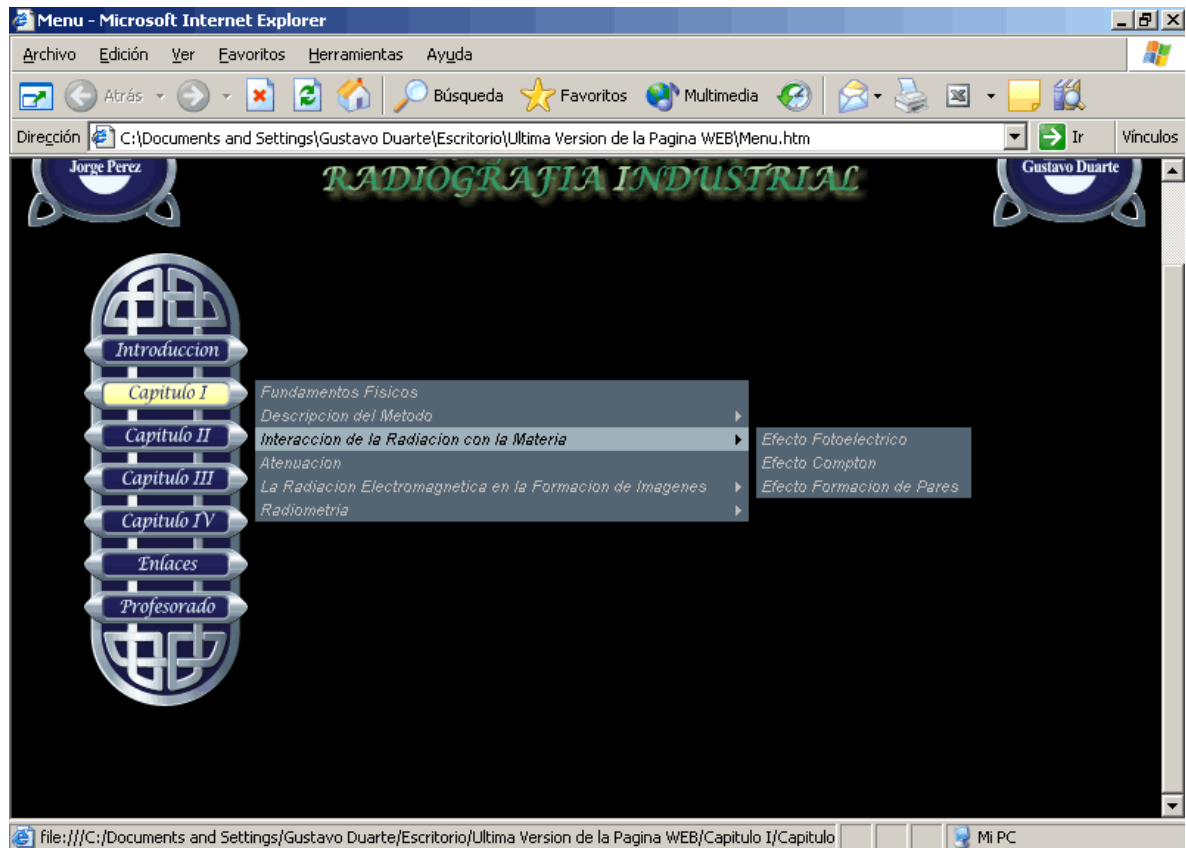 Menu - Microsoft Internet Explorer
Archivo Edición Ver Favoritos Herramientas Ayuda
Atrás Búsqueda Favoritos Multimedia
Dirección C:\Documents and Settings\Gustavo Duarte\Escritorio\Ultima Version de la Pagina WEB\Menu.htm Ir Vínculos
Jorge Perez
RADIOGRAFIA INDUSTRIAL
Gustavo Duarte
Introduccion
Capitulo I
Capitulo II
Capitulo III
Capitulo IV
Enlaces
Profesorado
Fundamentos Fisicos
Descripcion del Metodo
Interaccion de la Radiacion con la Materia
Atenuacion
La Radiacion Electromagnetica en la Formacion de Imagenes
Radiometria
Efecto Fotoelectrico
Efecto Compton
Efecto Formacion de Pares
file:///C:/Documents and Settings/Gustavo Duarte/Escritorio/Ultima Version de la Pagina WEB/Capitulo I/Capitulo
Mi PC